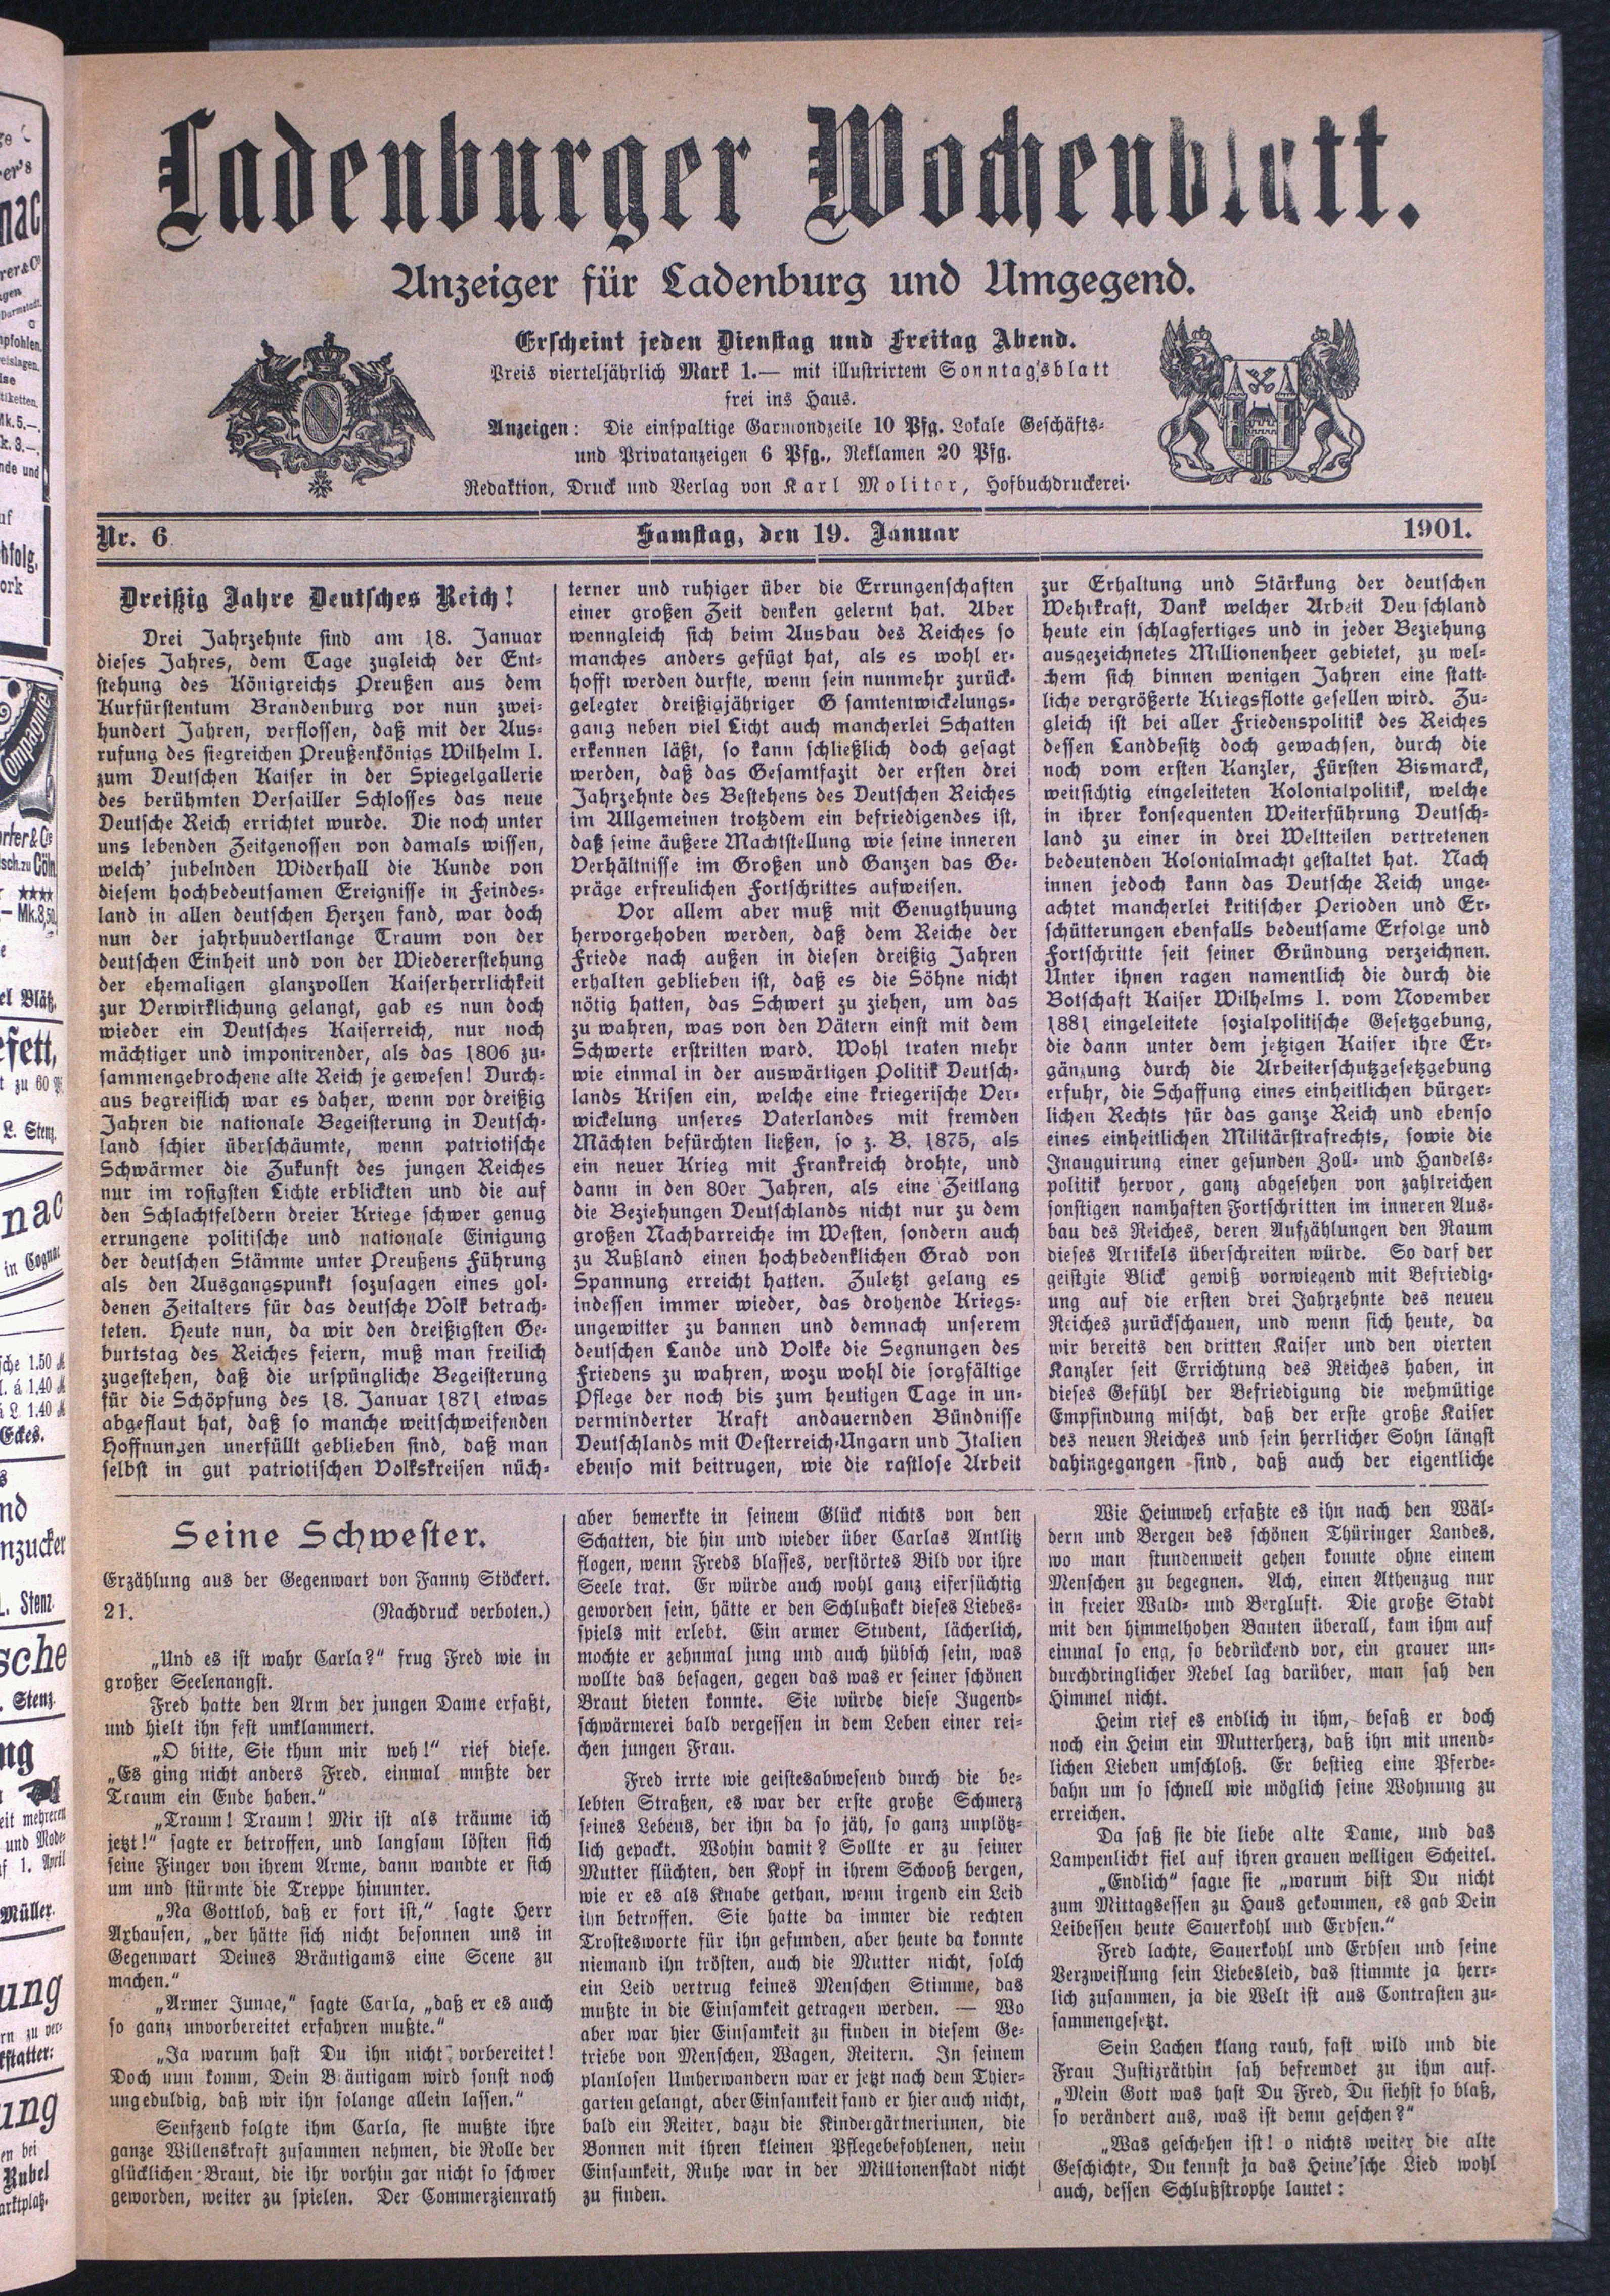 Ladenburger Wochenblatt.
Anzeiger für Ladenburg und Umgegend.
Erscheint jeden Dienstag und Freitag Abend.
Preis vierteljährlich Mark 1.— mit illustrirtem Sonntagsblatt
frei ins Haus.
Anzeigen: Die einspaltige Garmondzeile 10 Pfg. Lokale Geschäfts-
und Privatanzeigen 6 Pfg., Reklamen 20 Pfg.
Redaktion, Druck und Verlag von Karl Molitor, Hofbuchdruckerei.
Nr. 6
Samstag, den 19. Januar
1901.
Dreißig Jahre Deutsches Reich!
Drei Jahrzehnte sind am 18. Januar
dieses Jahres, dem Tage zugleich der Ent-
stehung des Königreichs Preußen aus dem
Kurfürstentum Brandenburg vor nun zwei-
hundert Jahren, verflossen, daß mit der Aus-
rufung des siegreichen Preußenkönigs Wilhelm I.
zum Deutschen Kaiser in der Spiegelgallerie
des berühmten Versailler Schlosses das neue
Deutsche Reich errichtet wurde. Die noch unter
uns lebenden Zeitgenossen von damals wissen,
welch' jubelnden Widerhall die Kunde von
diesem hochbedeutsamen Ereignisse in Feindes-
land in allen deutschen Herzen fand, war doch
nun der jahrhuudertlange Traum von der
deutschen Einheit und von der Wiedererstehung
der ehemaligen glanzvollen Kaiserherrlichkeit
zur Verwirklichung gelangt, gab es nun doch
wieder ein Deutsches Kaiserreich, nur noch
mächtiger und imponirender, als das 1806 zu-
sammengebrochene alte Reich je gewesen! Durch-
aus begreiflich war es daher, wenn vor dreißig
Jahren die nationale Begeisterung in Deutsch-
land schier überschäumte, wenn patriotische
Schwärmer die Zukunft des jungen Reiches
nur im rosigsten Lichte erblickten und die auf
den Schlachtfeldern dreier Kriege schwer genug
errungene politische und nationale Einigung
der deutschen Stämme unter Preußens Führung
als den Ausgangspunkt sozusagen eines gol-
denen Zeitalters für das deutsche Volk betrach-
teten. Heute nun, da wir den dreißigsten Ge-
burtstag des Reiches feiern, muß man freilich
zugestehen, daß die urspüngliche Begeisterung
für die Schöpfung des 18. Januar 1871 etwas
abgeflaut hat, daß so manche weitschweifenden
Hoffnungen unerfüllt geblieben sind, daß man
selbst in gut patriotischen Volkskreisen nüch-
terner und ruhiger über die Errungenschaften
einer großen Zeit denken gelernt hat. Aber
wenngleich sich beim Ausbau des Reiches so
manches anders gefügt hat, als es wohl er-
hofft werden durfte, wenn sein nunmehr zurück-
gelegter dreißigjähriger G samtentwickelungs-
gang neben viel Licht auch mancherlei Schatten
erkennen läßt, so kann schließlich doch gesagt
werden, daß das Gesamtfazit der ersten drei
Jahrzehnte des Bestehens des Deutschen Reiches
im Allgemeinen trotzdem ein befriedigendes ist,
daß seine äußere Machtstellung wie seine inneren
Verhältnisse im Großen und Ganzen das Ge-
präge erfreulichen Fortschrittes aufweisen.
Vor allem aber muß mit Genugthuung
hervorgehoben werden, daß dem Reiche der
Friede nach außen in diesen dreißig Jahren
erhalten geblieben ist, daß es die Söhne nicht
nötig hatten, das Schwert zu ziehen, um das
zu wahren, was von den Vätern einst mit dem
Schwerte erstritten ward. Wohl traten mehr
wie einmal in der auswärtigen Politik Deutsch-
lands Krisen ein, welche eine kriegerische Ver-
wickelung unseres Vaterlandes mit fremden
Mächten befürchten ließen, so z. B. 1875, als
ein neuer Krieg mit Frankreich drohte, und
dann in den 80er Jahren, als eine Zeitlang
die Beziehungen Deutschlands nicht nur zu dem
großen Nachbarreiche im Westen, sondern auch
zu Rußland einen hochbedenklichen Grad von
Spannung erreicht hatten. Zuletzt gelang es
indessen immer wieder, das drohende Kriegs-
ungewitter zu bannen und demnach unserem
deutschen Lande und Volke die Segnungen des
Friedens zu wahren, wozu wohl die sorgfältige
Pflege der noch bis zum heutigen Tage in un-
verminderter Kraft andauernden Bündnisse
Deutschlands mit Oesterreich-Ungarn und Italien
ebenso mit beitrugen, wie die rastlose Arbeit
zur Erhaltung und Stärkung der deutschen
Wehrkraft, Dank welcher Arbeit Deu schland
heute ein schlagfertiges und in jeder Beziehung
ausgezeichnetes Millionenheer gebietet, zu wel-
chem sich binnen wenigen Jahren eine statt-
liche vergrößerte Kriegsflotte gesellen wird. Zu-
gleich ist bei aller Friedenspolitik des Reiches
dessen Landbesitz doch gewachsen, durch die
noch vom ersten Kanzler, Fürsten Bismarck,
weitsichtig eingeleiteten Kolonialpolitik, welche
in ihrer konsequenten Weiterführung Deutsch-
land zu einer in drei Weltteilen vertretenen
bedeutenden Kolonialmacht gestaltet hat. Nach
innen jedoch kann das Deutsche Reich unge-
achtet mancherlei kritischer Perioden und Er-
schütterungen ebenfalls bedeutsame Erfolge und
Fortschritte seit seiner Gründung verzeichnen.
Unter ihnen ragen namentlich die durch die
Botschaft Kaiser Wilhelms I. vom November
1881 eingeleitete sozialpolitische Gesetzgebung,
die dann unter dem jetzigen Kaiser ihre Er-
gänzung durch die Arbeiterschutzgesetzgebung
erfuhr, die Schaffung eines einheitlichen bürger-
lichen Rechts für das ganze Reich und ebenso
eines einheitlichen Militärstrafrechts, sowie die
Inauguirung einer gesunden Zoll- und Handels-
politik hervor, ganz abgesehen von zahlreichen
sonstigen namhaften Fortschritten im inneren Aus-
bau des Reiches, deren Aufzählungen den Raum
dieses Artikels überschreiten würde. So darf der
geistgie Blick gewiß vorwiegend mit Befriedig-
ung auf die ersten drei Jahrzehnte des neueu
Reiches zurückschauen, und wenn sich heute, da
wir bereits den dritten Kaiser und den vierten
Kanzler seit Errichtung des Reiches haben, in
dieses Gefühl der Befriedigung die wehmütige
Empfindung mischt, daß der erste große Kaiser
des neuen Reiches und sein herrlicher Sohn längst
dahingegangen sind, daß auch der eigentliche
Seine Schwester.
Erzählung aus der Gegenwart von Fanny Stöckert.
21. (Nachdruck verboten.)
„Und es ist wahr Carla?“ frug Fred wie in
großer Seelenangst.
Fred hatte den Arm der jungen Dame erfaßt,
und hielt ihn fest umklammert.
„O bitte, Sie thun mir weh!“ rief diese.
„Es ging nicht anders Fred, einmal mnßte der
Traum ein Ende haben.“
„Traum! Traum! Mir ist als träume ich
jetzt!“ sagte er betroffen, und langsam lösten sich
seine Finger von ihrem Arme, dann wandte er sich
um und stürmte die Treppe hinunter.
„Na Gottlob, daß er fort ist,“ sagte Herr
Axhausen, „der hätte sich nicht besonnen uns in
Gegenwart Deines Bräutigams eine Scene zu
machen.“
„Armer Junge,“ sagte Carla, „daß er es auch
so ganz unvorbereitet erfahren mußte.“
„Ja warum hast Du ihn nicht vorbereitet!
Doch nun komm, Dein B äutigam wird sonst noch
ungeduldig, daß wir ihn solange allein lassen.“
Seufzend folgte ihm Carla, sie mußte ihre
ganze Willenskraft zusammen nehmen, die Rolle der
glücklichen Braut, die ihr vorhin gar nicht so schwer
geworden, weiter zu spielen. Der Commerzienrath
aber bemerkte in seinem Glück nichts von den
Schatten, die hin und wieder über Carlas Antlitz
flogen, wenn Freds blasses, verstörtes Bild vor ihre
Seele trat. Er würde auch wohl ganz eifersüchtig
geworden sein, hätte er den Schlußakt dieses Liebes-
spiels mit erlebt. Ein armer Student, lächerlich,
mochte er zehnmal jung und auch hübsch sein, was
wollte das besagen, gegen das was er seiner schönen
Braut bieten konnte. Sie würde diese Jugend-
schwärmerei bald vergessen in dem Leben einer rei-
chen jungen Frau.
Fred irrte wie geistesabwesend durch die be-
lebten Straßen, es war der erste große Schmerz
seines Lebens, der ihn da so jäh, so ganz unplötz-
lich gepackt. Wohin damit? Sollte er zu seiner
Mutter flüchten, den Kopf in ihrem Schooß bergen,
wie er es als Knabe gethan, wenn irgend ein Leid
ihn betroffen. Sie hatte da immer die rechten
Trostesworte für ihn gefunden, aber heute da konnte
niemand ihn trösten, auch die Mutter nicht, solch
ein Leid vertrug keines Menschen Stimme, das
mußte in die Einsamkeit getragen werden. — Wo
aber war hier Einsamkeit zu finden in diesem Ge-
triebe von Menschen, Wagen, Reitern. In seinem
planlosen Umherwandern war er jetzt nach dem Thier-
garten gelangt, aber Einsamkeit fand er hier auch nicht,
bald ein Reiter, dazu die Kindergärtnerinnen, die
Bonnen mit ihren kleinen Pflegebefohlenen, nein
Einsamkeit, Ruhe war in der Millionenstadt nicht
zu finden.
Wie Heimweh erfaßte es ihn nach den Wäl-
dern und Bergen des schönen Thüringer Landes,
wo man stundenweit gehen konnte ohne einem
Menschen zu begegnen. Ach, einen Athenzug nur
in freier Wald- und Bergluft. Die große Stadt
mit den himmelhohen Bauten überall, kam ihm auf
einmal so eng, so bedrückend vor, ein grauer un-
durchdringlicher Nebel lag darüber, man sah den
Himmel nicht.
Heim rief es endlich in ihm, besaß er doch
noch ein Heim ein Mutterherz, daß ihn mit unend-
lichen Lieben umschloß. Er bestieg eine Pferde-
bahn um so schnell wie möglich seine Wohnung zu
erreichen.
Da saß sie die liebe alte Dame, und das
Lampenlicht fiel auf ihren grauen welligen Scheitel.
„Endlich“ sagte sie „warum bist Du nicht
zum Mittagsessen zu Haus gekommen, es gab Dein
Leibessen heute Sauerkohl und Erbsen.“
Fred lachte, Sauerkohl und Erbsen und seine
Verzweiflung sein Liebesleid, das stimmte ja herr-
lich zusammen, ja die Welt ist aus Contrasten zu-
sammengesetzt.
Sein Lachen klang rauh, fast wild und die
Frau Justizräthin sah befremdet zu ihm auf.
„Mein Gott was hast Du Fred, Du siehst so blaß,
so verändert aus, was ist denn geschen?“
„Was geschehen ist! o nichts weiter die alte
Geschichte, Du kennst ja das Heine'sche Lied wohl
auch, dessen Schlußstrophe lautet: